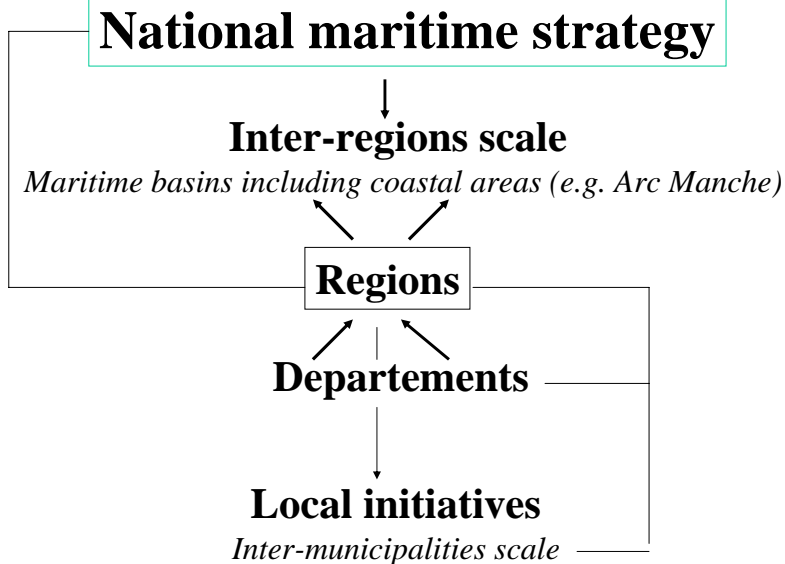 National maritime strategy
Inter-regions scale
Maritime basins including coastal areas (e.g. Arc Manche)
Regions
Departements
Local initiatives
Inter-municipalities scale